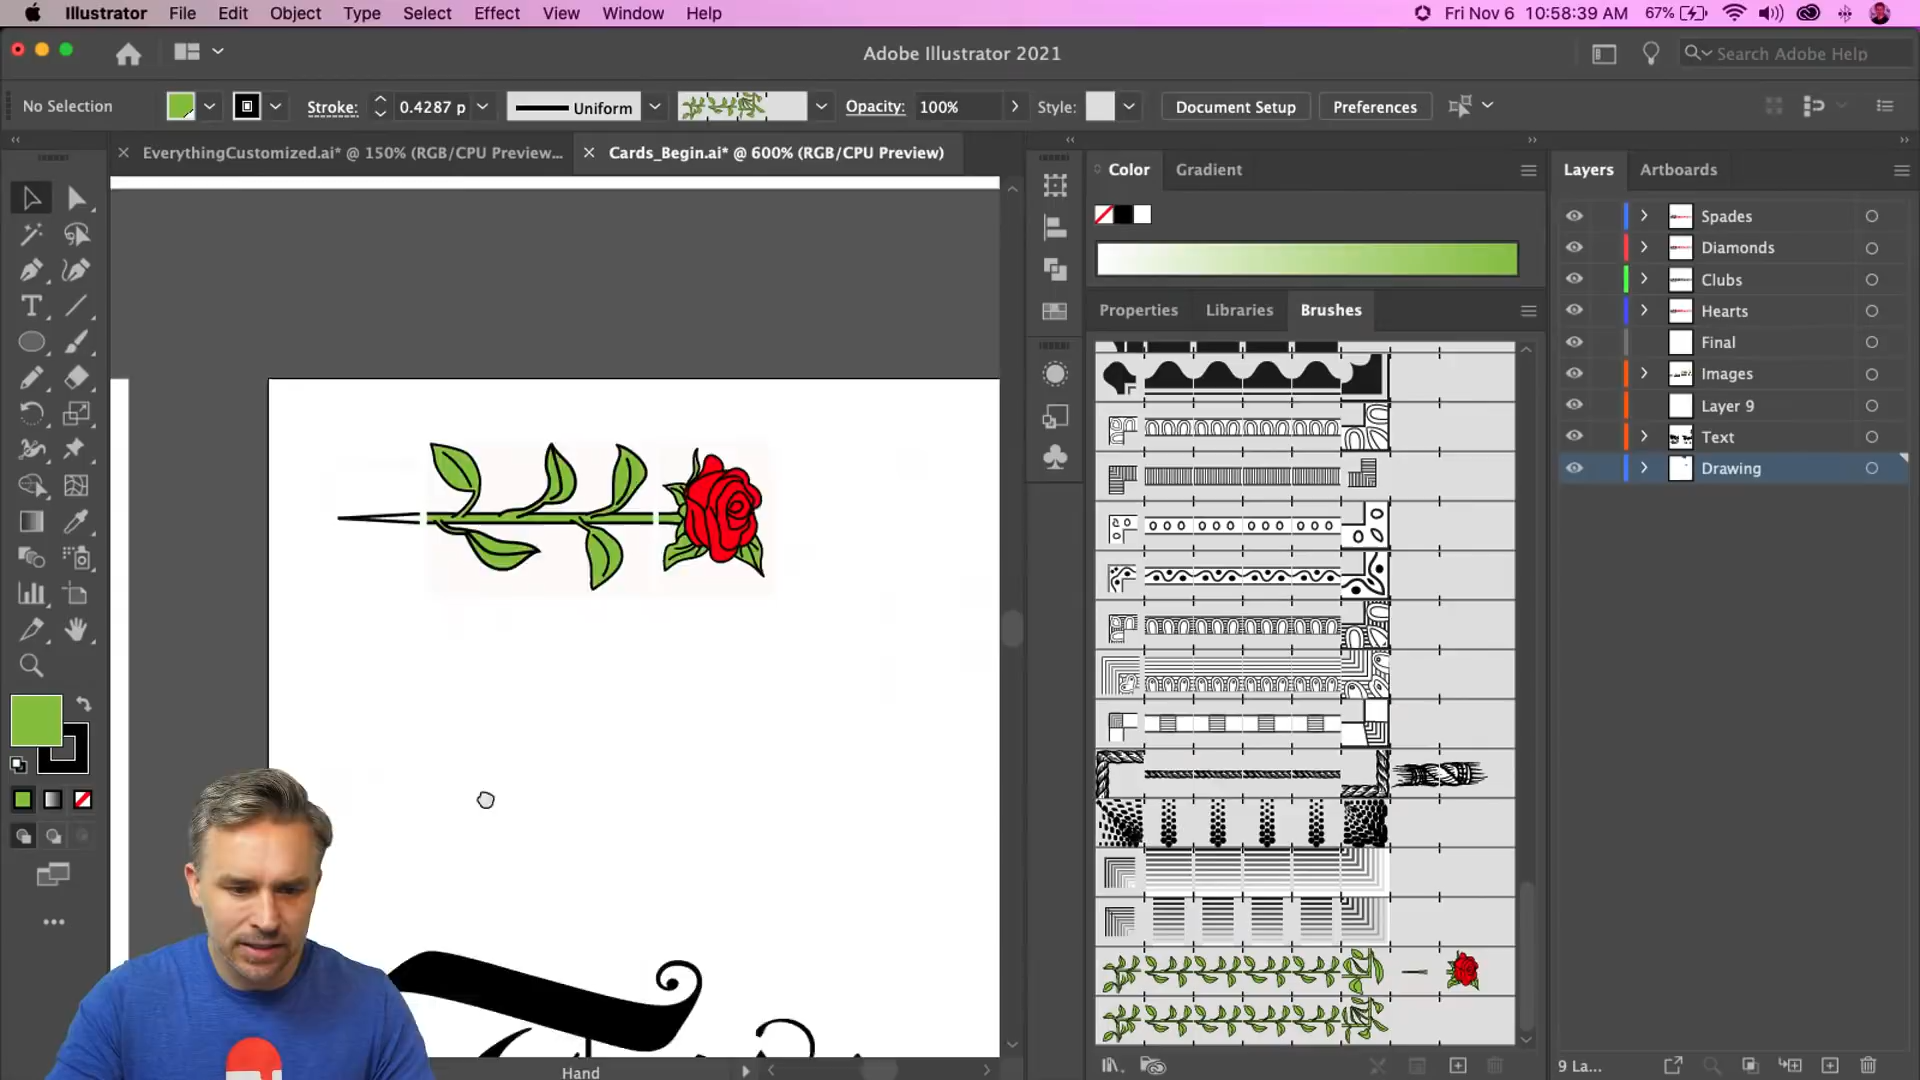 Illustrator File Edit Object Type Select Effect View Window Help
Fri Nov 6 10:58:39 AM 67%
Adobe Illustrator 2021
Search Adobe Help
No Selection
Stroke:
0.4287 p
Uniform
Opacity:
100%
Style:
Document Setup
Preferences
EverythingCustomized.ai* @ 150% (RGB/CPU Preview...
Cards_Begin.ai* @ 600% (RGB/CPU Preview)
Color
Gradient
Layers
Artboards
Spades
Diamonds
Clubs
Hearts
Properties
Libraries
Brushes
Final
Images
Layer 9
Text
Drawing
Hand
9 La...